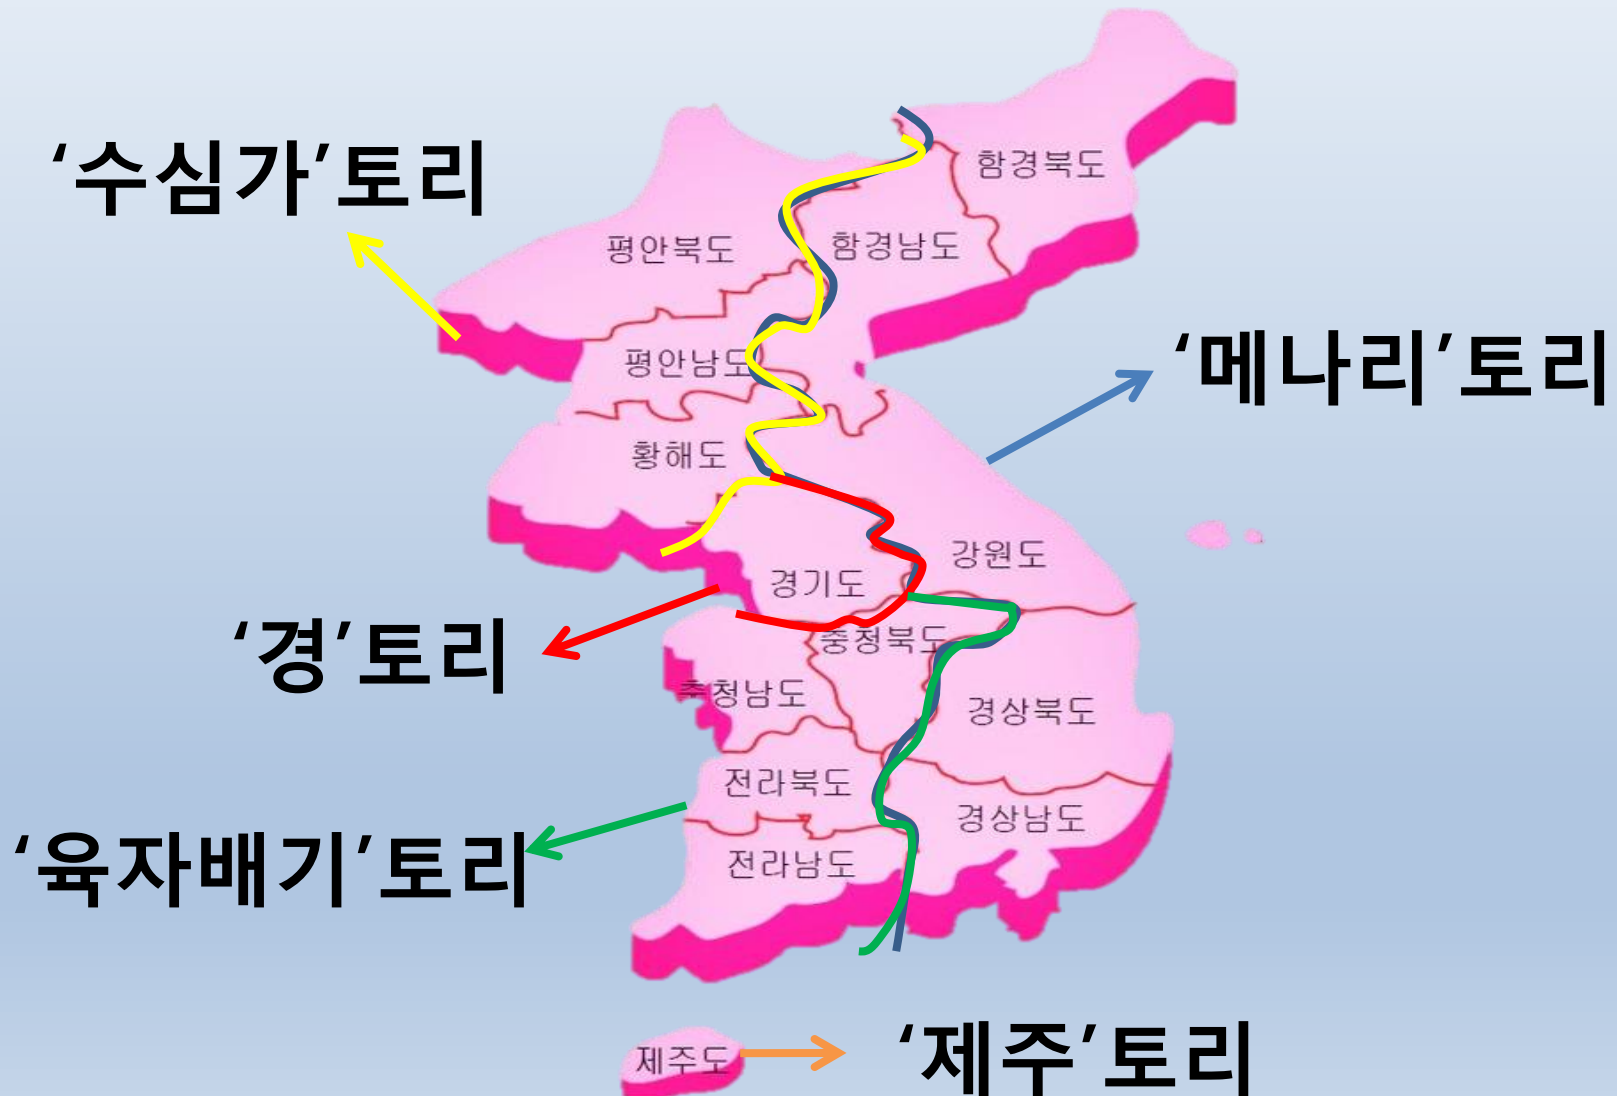 함경북도
‘수심가’토리
평안북도
함경남도
‘메나리’토리
평안남도
황해도
강원도
경기도
‘경’토리
충청북도
충청남도
경상북도
전라북도
경상남도
‘육자배기’토리
전라남도
제주도
‘제주’토리